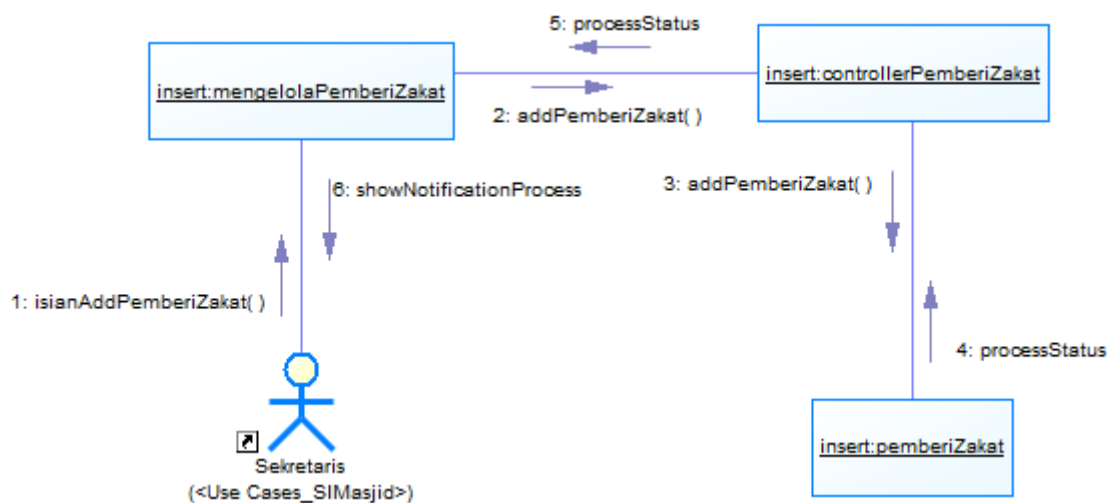 5: processStatus
insert:mengelolaPemberiZakat
insert:controllerPemberiZakat
2: addPemberiZakat( )
3: addPemberiZakat( )
6: showNotificationProcess
1: isianAddPemberiZakat( )
4: processStatus
insert:pemberiZakat
Sekretaris
(<Use Cases_SIMasjid>)